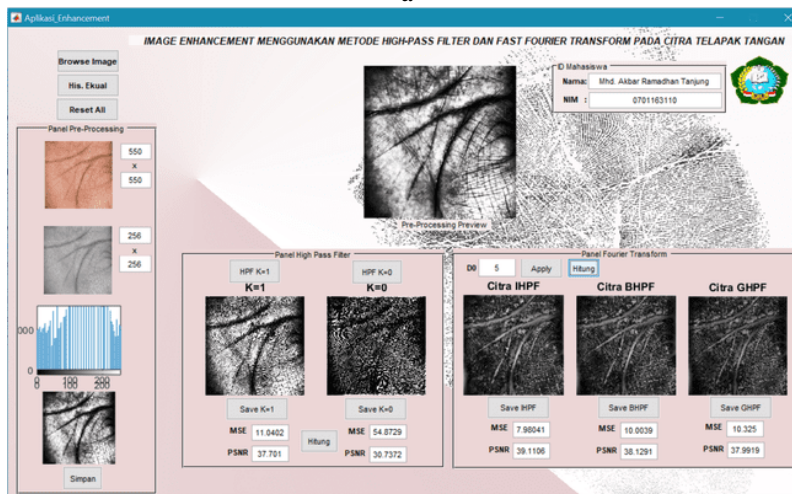 Aplikasi_Enhancement
IMAGE ENHANCEMENT MENGGUNAKAN METODE HIGH-PASS FILTER DAN FAST FOURIER TRANSFORM PADA CITRA TELAPAK TANGAN
Browse Image
His. Ekual
Reset All
ID Mahasiswa
Nama: Mhd. Akbar Ramadhan Tanjung
NIM : 0701163110
Panel Pre-Processing
550
x
550
256
x
256
0 100 200
Simpan
Pre-Processing Preview
Panel High Pass Filter
HPF K=1 HPF K=0
K=1 K=0
Save K=1 Save K=0
MSE 11.0402 MSE 54.8729
Hitung
PSNR 37.701 PSNR 30.7372
Panel Fourier Transform
D0 5 Apply Hitung
Citra IHPF Citra BHPF Citra GHPF
Save IHPF Save BHPF Save GHPF
MSE 7.98041 MSE 10.0039 MSE 10.325
PSNR 39.1106 PSNR 38.1291 PSNR 37.9919